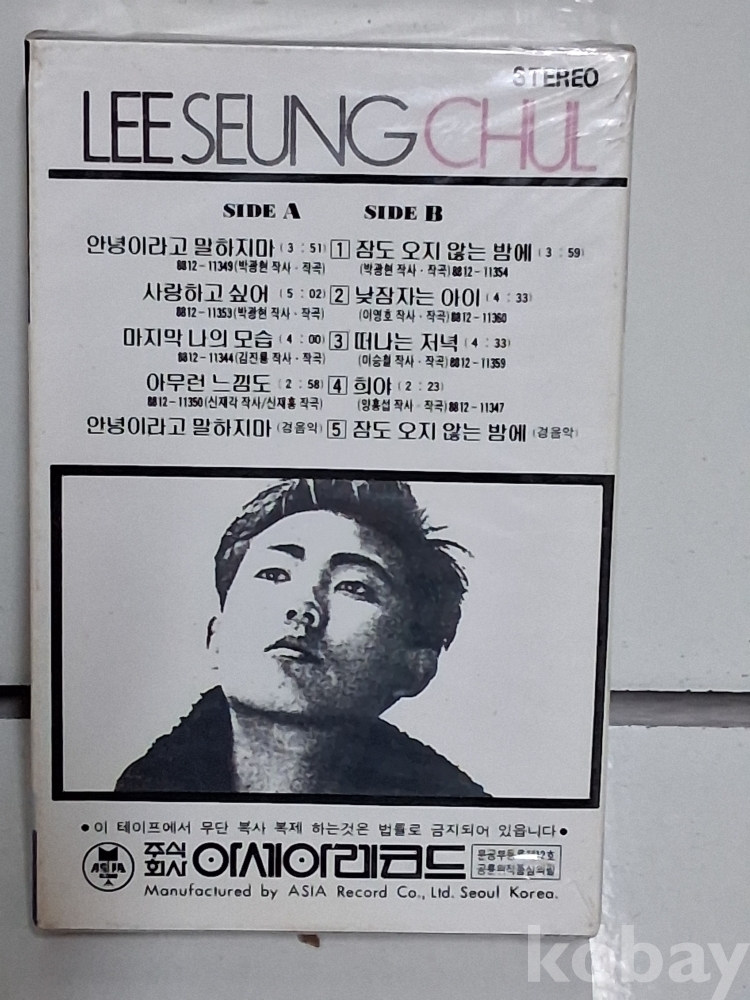 STEREO
LEE SEUNG CHUL
SIDE A SIDE B
안녕이라고 말하지마 (3 : 51) 1 잠도 오지 않는 밤에 (3 : 59)
8812-11349(박광현 작사·작곡) (박광현 작사·작곡)8812-11354
사랑하고 싶어 (5 : 02) 2 낮잠자는 아이 (4 : 33)
8812-11353(박광현 작사·작곡) (이영호 작사·작곡)8812-11360
마지막 나의 모습 (4 : 00) 3 떠나는 저녁 (4 : 33)
8812-11344(김진룡 작사·작곡) (이승철 작사·작곡)8812-11359
아무런 느낌도 (2 : 58) 4 희야 (2 : 23)
8812-11350(신재각 작사/신재홍 작곡) (양홍섭 작사·작곡)8812-11347
안녕이라고 말하지마 (경음악) 5 잠도 오지 않는 밤에 (경음악)
●이 테이프에서 무단 복사 복제 하는것은 법률로 금지되어 있읍니다●
ASIA 주식회사 아세아레코드
공륜의작품심의필
Manufactured by ASIA Record Co., Ltd. Seoul Korea.
kobay